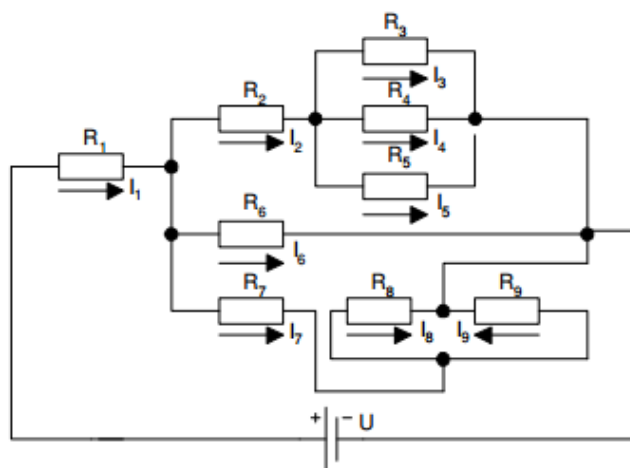 R₃
I₃
R₂
R₄
I₂
I₄
R₁
I₁
R₅
I₅
R₆
I₆
R₇
R₈
R₉
I₇
I₈
I₉
+
−
U